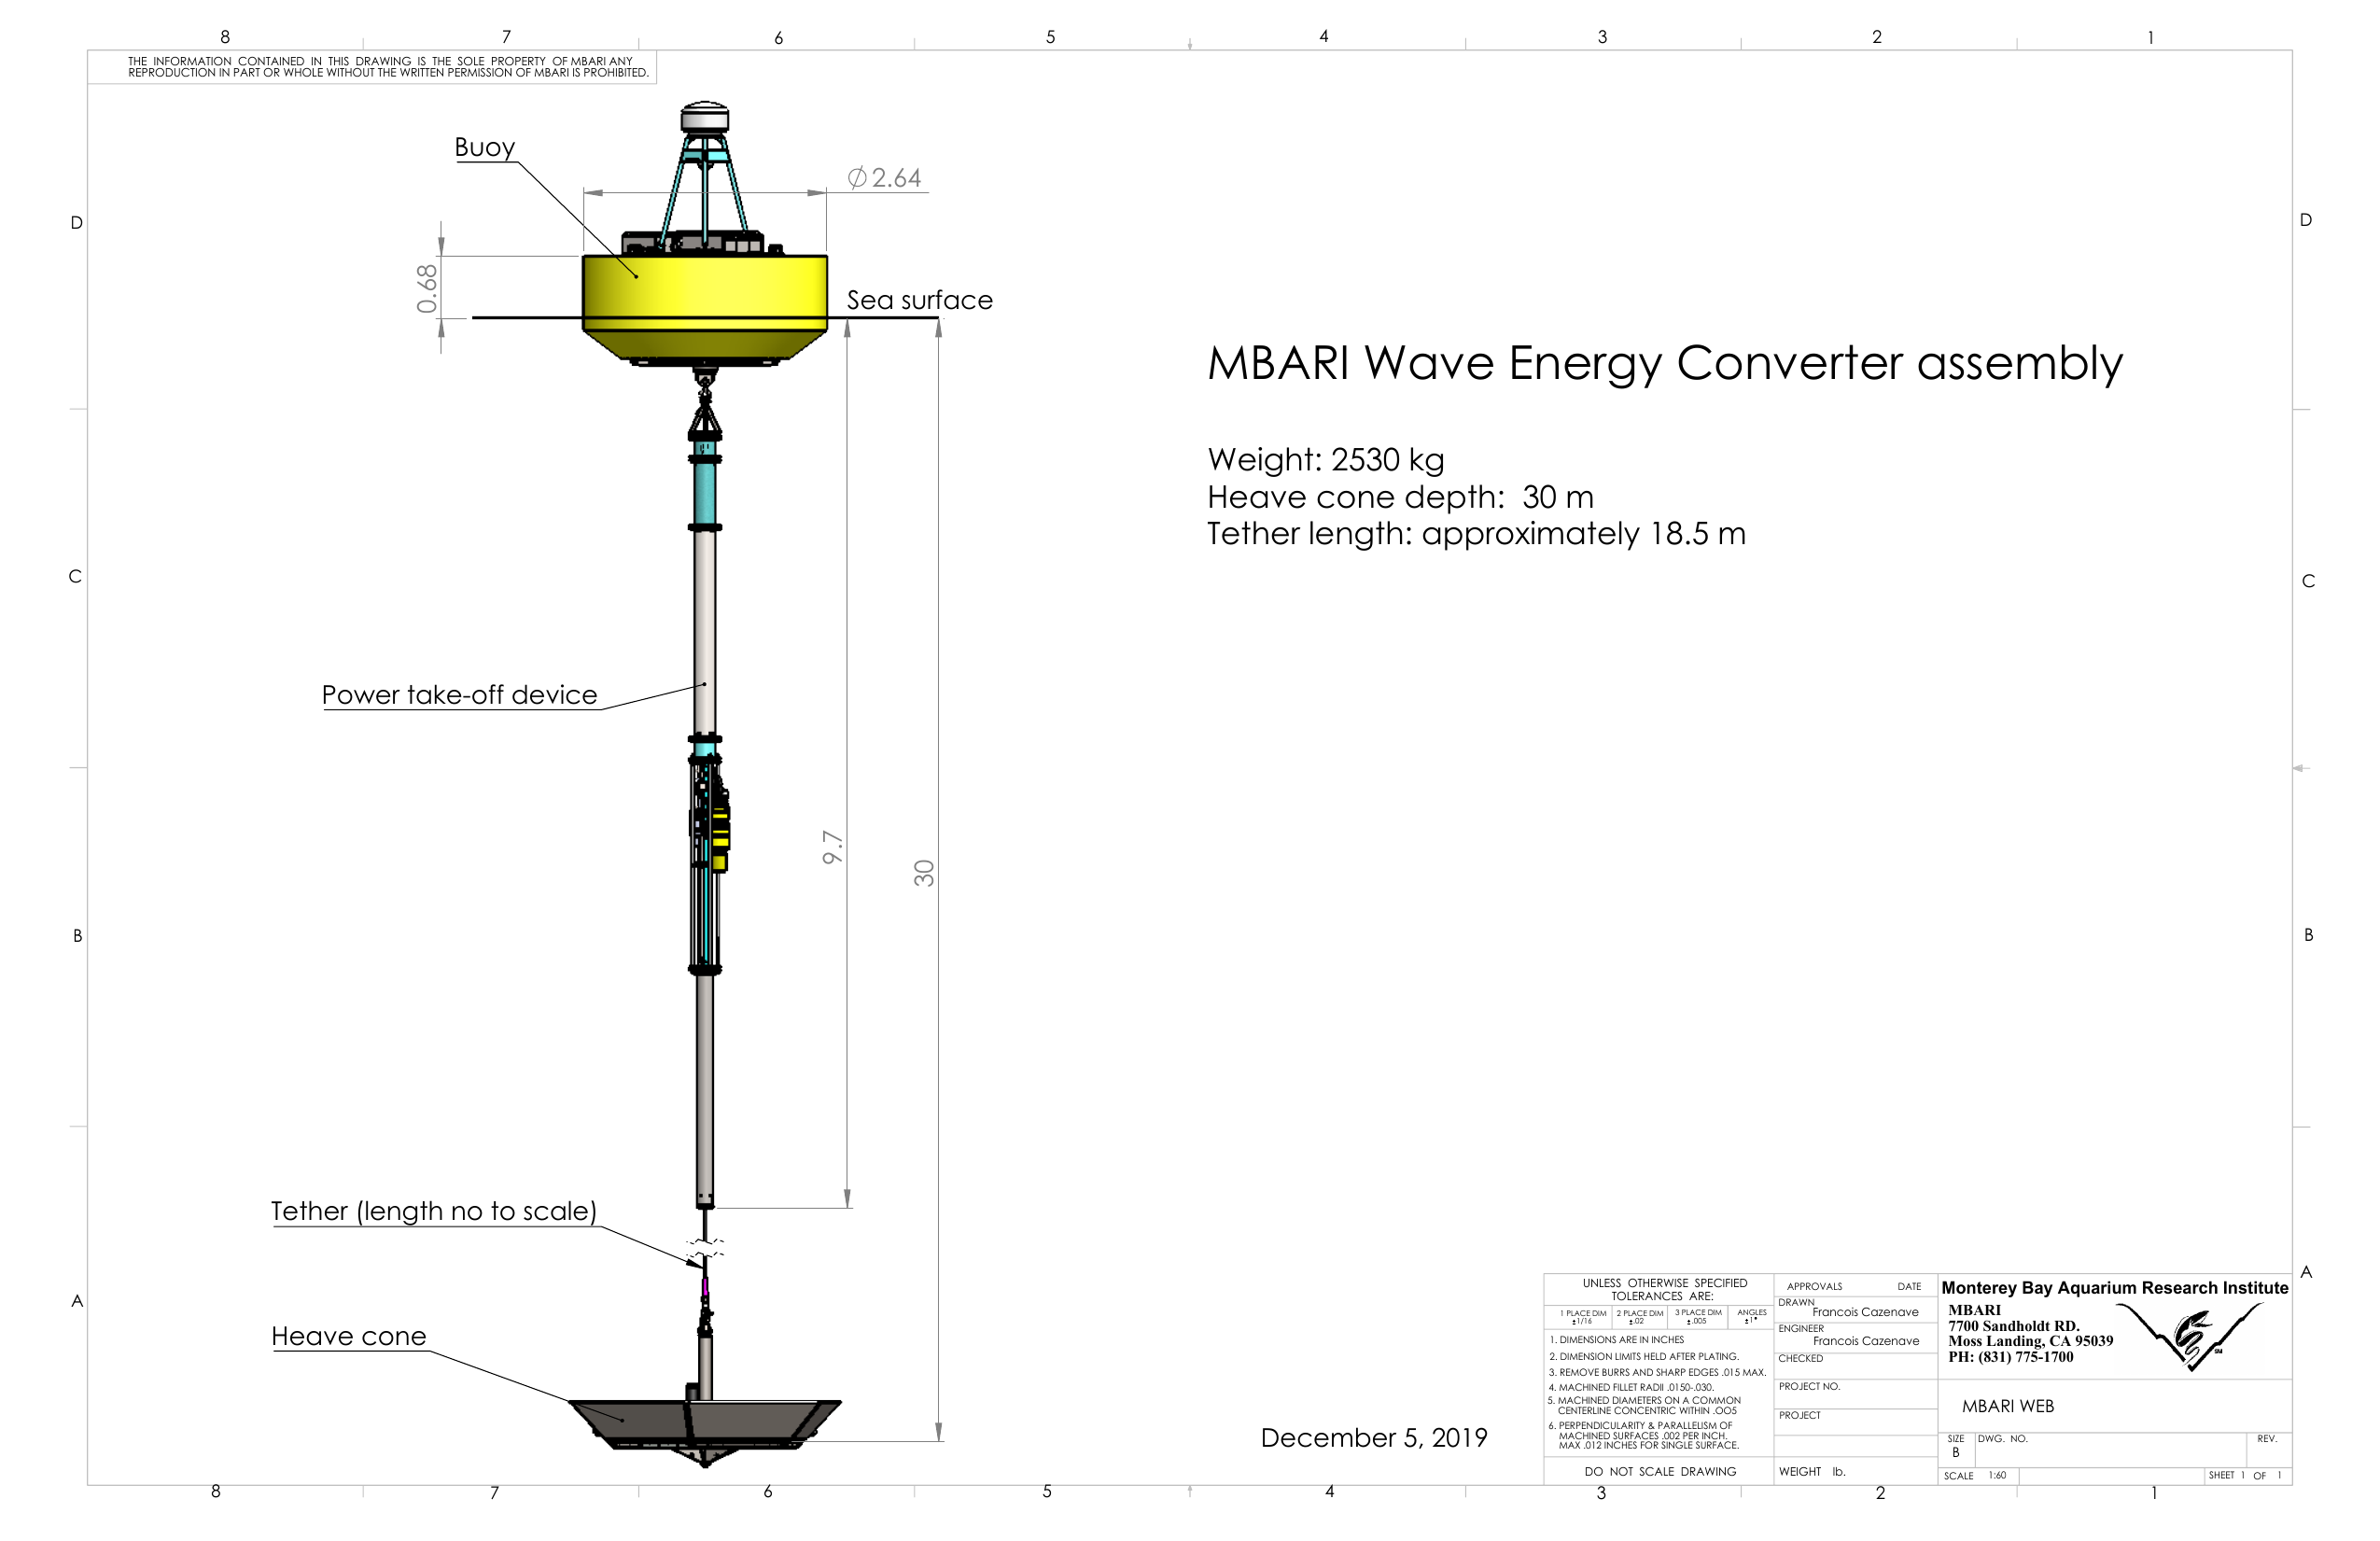 8 7 6 5 4 3 2 1
THE INFORMATION CONTAINED IN THIS DRAWING IS THE SOLE PROPERTY OF MBARI ANY
REPRODUCTION IN PART OR WHOLE WITHOUT THE WRITTEN PERMISSION OF MBARI IS PROHIBITED.
Buoy
∅2.64
D
D
0.68
Sea surface
MBARI Wave Energy Converter assembly
Weight: 2530 kg
Heave cone depth: 30 m
Tether length: approximately 18.5 m
C
C
Power take-off device
9.7
30
B
B
Tether (length no to scale)
A
A
Heave cone
December 5, 2019
UNLESS OTHERWISE SPECIFIED
TOLERANCES ARE:
1 PLACE DIM
±1/16
2 PLACE DIM
±.02
3 PLACE DIM
±.005
ANGLES
±1°
1. DIMENSIONS ARE IN INCHES
2. DIMENSION LIMITS HELD AFTER PLATING.
3. REMOVE BURRS AND SHARP EDGES .015 MAX.
4. MACHINED FILLET RADII .0150-.030.
5. MACHINED DIAMETERS ON A COMMON
CENTERLINE CONCENTRIC WITHIN .OO5
6. PERPENDICULARITY & PARALLELISM OF
MACHINED SURFACES .002 PER INCH.
MAX .012 INCHES FOR SINGLE SURFACE.
DO NOT SCALE DRAWING
APPROVALS DATE
DRAWN
Francois Cazenave
ENGINEER
Francois Cazenave
CHECKED
PROJECT NO.
PROJECT
WEIGHT lb.
Monterey Bay Aquarium Research Institute
MBARI
7700 Sandholdt RD.
Moss Landing, CA 95039
PH: (831) 775-1700
SM
MBARI WEB
SIZE
B
DWG. NO.
REV.
SCALE 1:60
SHEET 1 OF 1
8 7 6 5 4 3 2 1